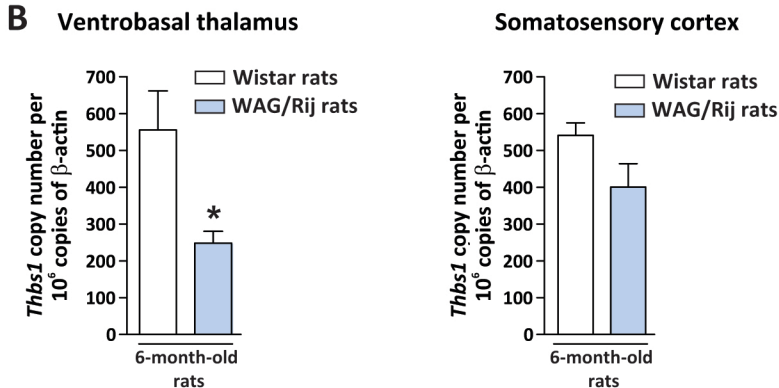 B
Ventrobasal thalamus
Thbs1 copy number per
10⁶ copies of β-actin
700
600
500
400
300
200
100
0
Wistar rats
WAG/Rij rats
*
6-month-old
rats
Somatosensory cortex
Thbs1 copy number per
10⁶ copies of β-actin
700
600
500
400
300
200
100
0
Wistar rats
WAG/Rij rats
6-month-old
rats